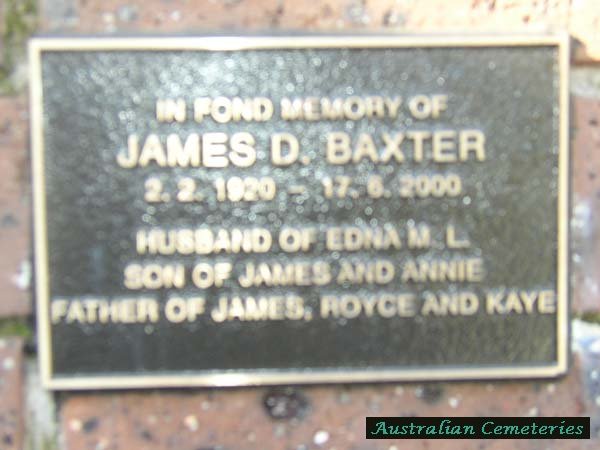 IN FOND MEMORY OF
JAMES D. BAXTER
2. 2. 1920 – 17. 6. 2000
HUSBAND OF EDNA M. L.
SON OF JAMES AND ANNIE
FATHER OF JAMES, ROYCE AND KAYE
Australian Cemeteries